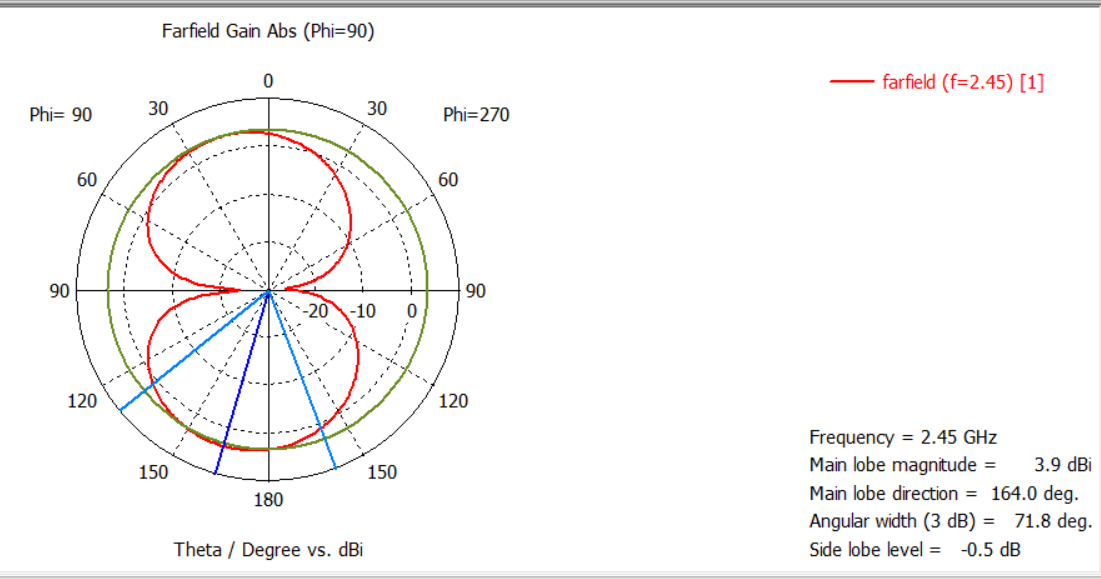 Farfield Gain Abs (Phi=90)
farfield (f=2.45) [1]
0
30
30
Phi= 90
Phi=270
60
60
90
90
-20
-10
0
120
120
150
150
180
Theta / Degree vs. dBi
Frequency = 2.45 GHz
Main lobe magnitude = 3.9 dBi
Main lobe direction = 164.0 deg.
Angular width (3 dB) = 71.8 deg.
Side lobe level = -0.5 dB